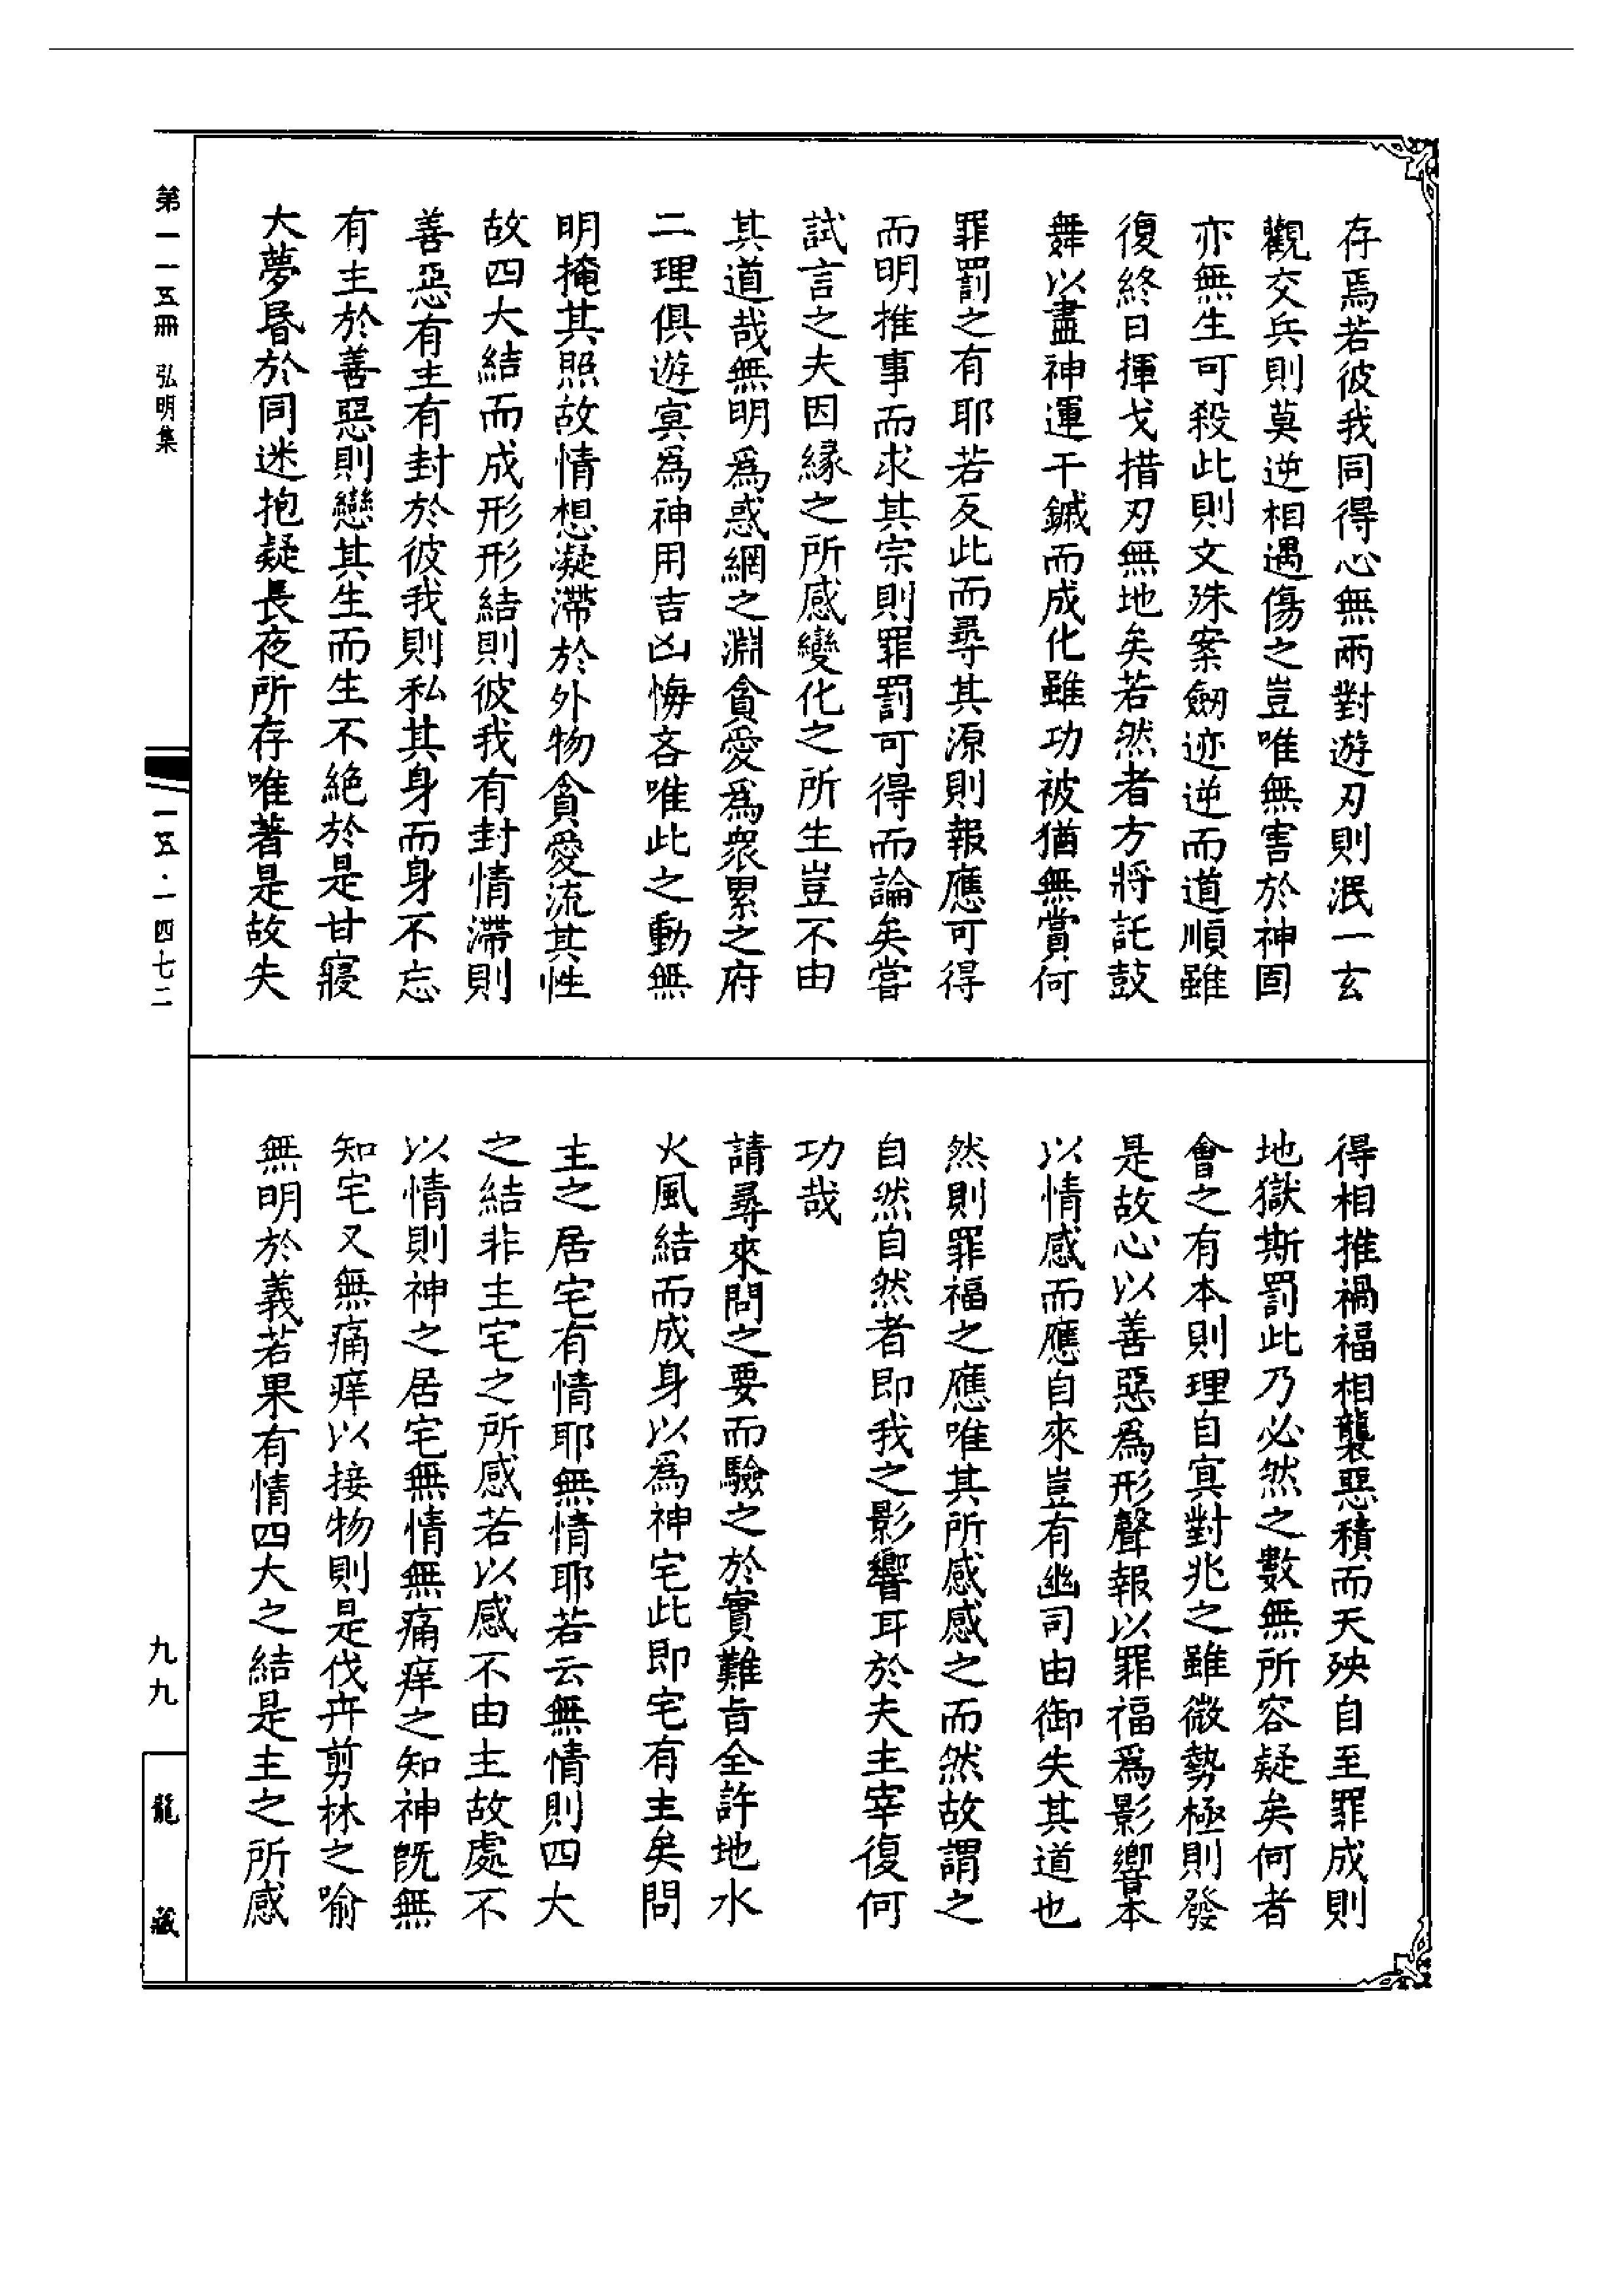 存焉若彼我同得心無兩對遊刃則泯一玄
觀交兵則莫逆相遇傷之豈唯無害於神固
亦無生可殺此則文殊案劒迹逆而道順雖
復終日揮戈措刃無地矣若然者方將託鼓
舞以盡神運干鏚而成化雖功被猶無賞何
罪罰之有耶若反此而尋其源則報應可得
而明推事而求其宗則罪罰可得而論矣嘗
試言之夫因緣之所感變化之所生豈不由
其道哉無明爲惑網之淵貪愛爲衆累之府
二理俱遊冥爲神用吉凶悔吝唯此之動無
明掩其照故情想凝滯於外物貪愛流其性
故四大結而成形形結則彼我有封情滯則
善惡有主有封於彼我則私其身而身不忘
有主於善惡則戀其生而生不絕於是甘寢
大夢昬於同迷抱疑長夜所存唯著是故失
得相推禍福相襲惡積而天殃自至罪成則
地獄斯罰此乃必然之數無所容疑矣何者
會之有本則理自冥對兆之雖微勢極則發
是故心以善惡爲形聲報以罪福爲影響本
以情感而應自來豈有幽司由御失其道也
然則罪福之應唯其所感感之而然故謂之
自然自然者即我之影響耳於夫主宰復何
功哉
請尋來問之要而驗之於實難旨全許地水
火風結而成身以爲神宅此即宅有主矣問
主之居宅有情耶無情耶若云無情則四大
之結非主宅之所感若以感不由主故處不
以情則神之居宅無情無痛痒之知神旣無
知宅又無痛痒以接物則是伐卉剪林之喻
無明於義若果有情四大之結是主之所感
第一一五冊 弘明集
一一五·一四七二
九九
龍藏